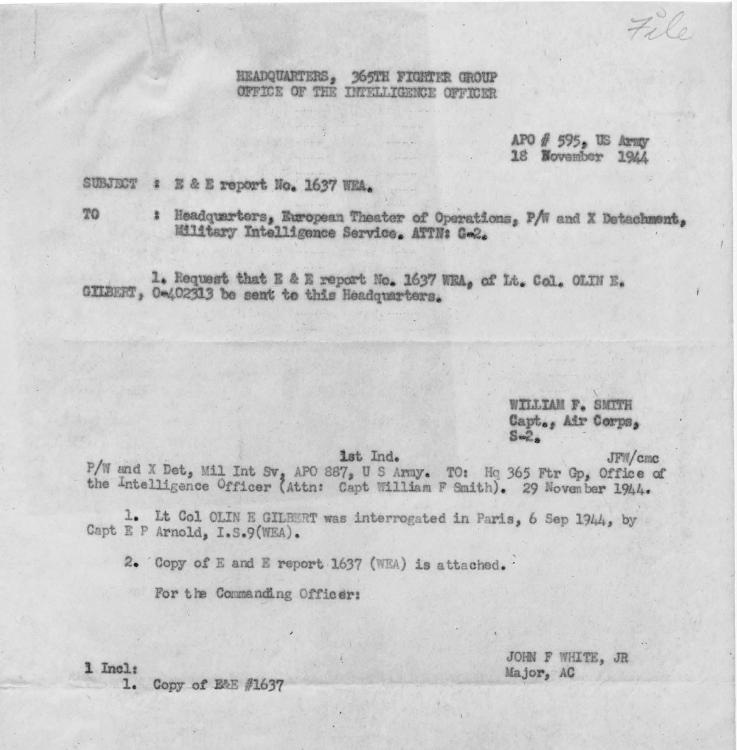 File
HEADQUARTERS, 365TH FIGHTER GROUP
OFFICE OF THE INTELLIGENCE OFFICER
APO # 595, US Army
18 November 1944
SUBJECT : E & E report No. 1637 WEA.
TO : Headquarters, European Theater of Operations, P/W and X Detachment,
Military Intelligence Service. ATTN: G-2.
1. Request that E & E report No. 1637 WEA, of Lt. Col. OLIN E.
GILBERT, O-402313 be sent to this Headquarters.
WILLIAM F. SMITH
Capt., Air Corps,
S-2.
1st Ind. JFW/cmc
P/W and X Det, Mil Int Sv, APO 887, U S Army. TO: Hq 365 Ftr Gp, Office of
the Intelligence Officer (Attn: Capt William F Smith). 29 November 1944.
1. Lt Col OLIN E GILBERT was interrogated in Paris, 6 Sep 1944, by
Capt E P Arnold, I.S.9(WEA).
2. Copy of E and E report 1637 (WEA) is attached.
For the Commanding Officer:
JOHN F WHITE, JR
Major, AC
1 Incl:
1. Copy of E&E #1637